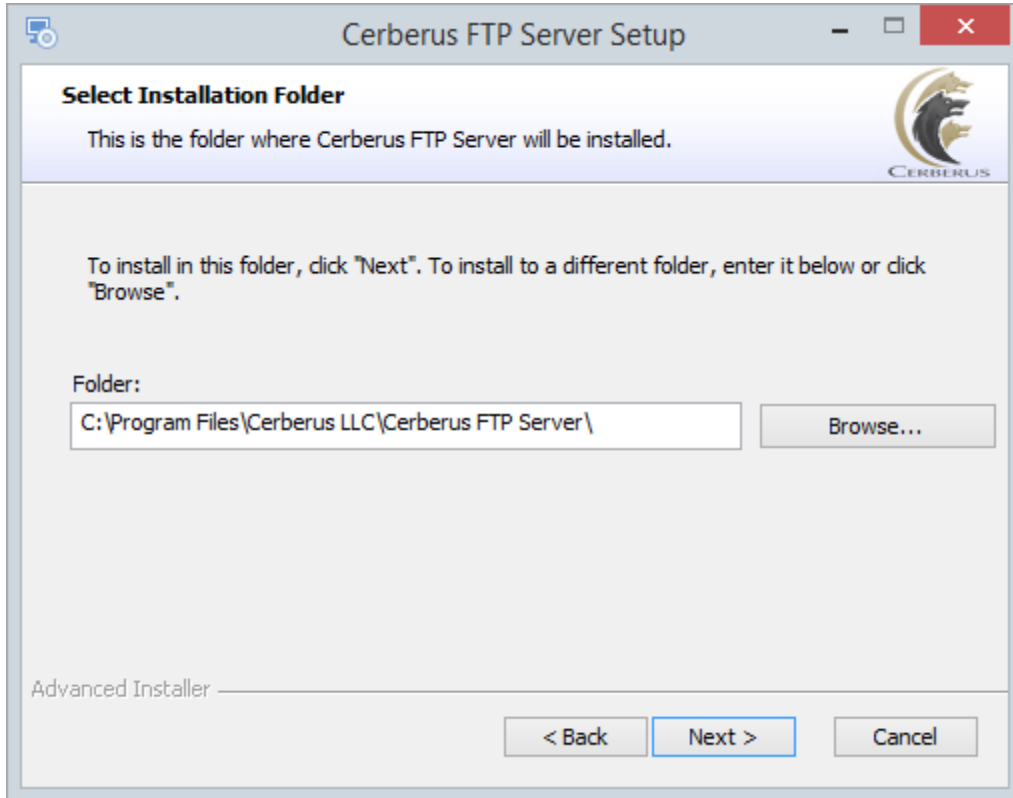 Cerberus FTP Server Setup
Select Installation Folder
This is the folder where Cerberus FTP Server will be installed.
CERBERUS
To install in this folder, click "Next". To install to a different folder, enter it below or click
"Browse".
Folder:
C:\Program Files\Cerberus LLC\Cerberus FTP Server\
Browse...
Advanced Installer
< Back
Next >
Cancel